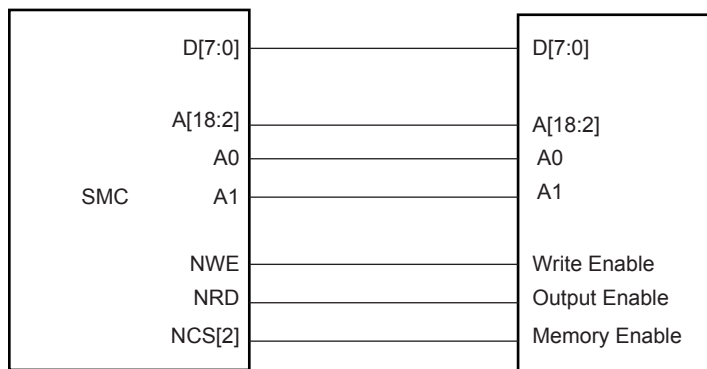 D[7:0] D[7:0]
A[18:2] A[18:2]
A0 A0
SMC A1 A1
NWE Write Enable
NRD Output Enable
NCS[2] Memory Enable